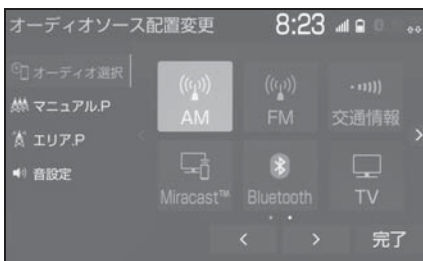 オーディオソース配置変更 8:23
オーディオ選択
マニュアル.P
エリア.P
音設定
AM FM 交通情報
Miracast™ Bluetooth TV
完了